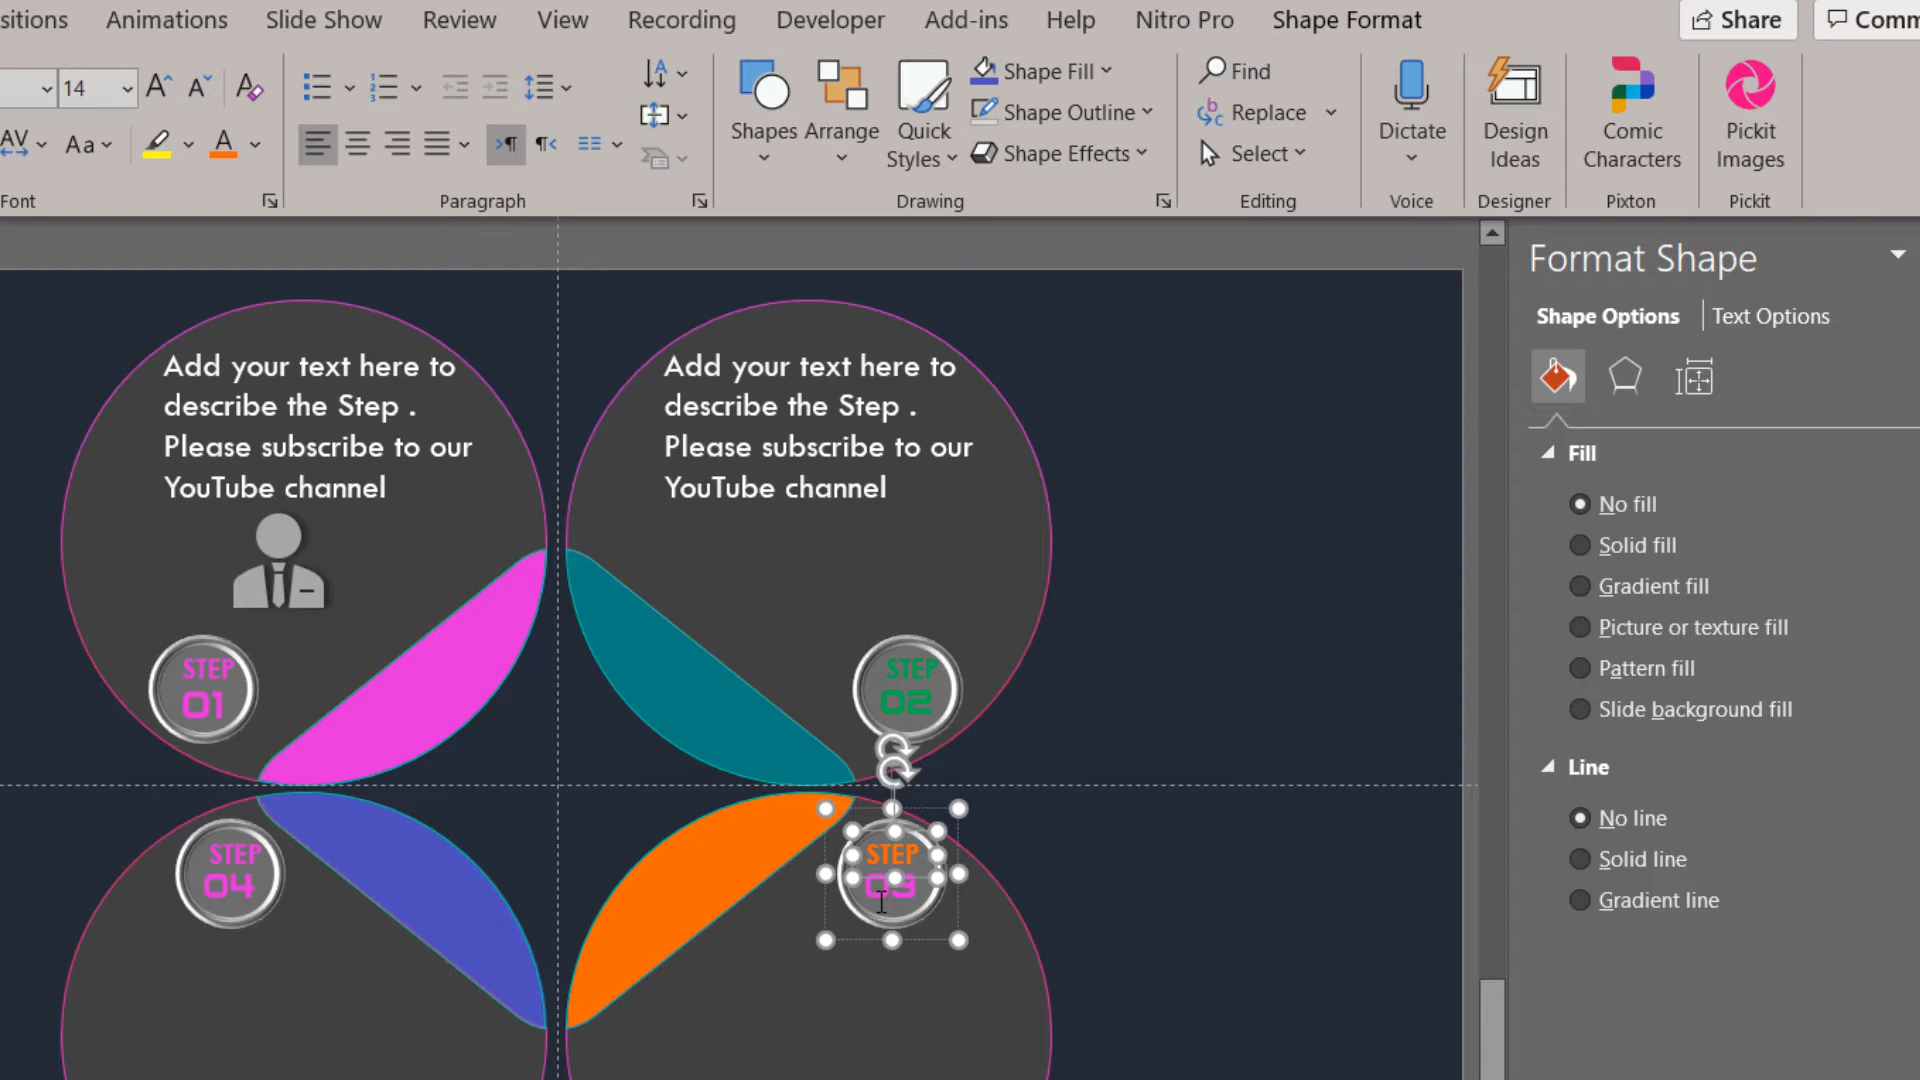 sitions Animations Slide Show Review View Recording Developer Add-ins Help Nitro Pro Shape Format Share Comm
14 A A A
AV Aa A
Font
Paragraph
Shapes Arrange Quick Styles
Shape Fill
Shape Outline
Shape Effects
Drawing
Find
Replace
Select
Editing
Dictate
Voice
Design
Ideas
Designer
Comic
Characters
Pixton
Pickit
Images
Pickit
Add your text here to
describe the Step .
Please subscribe to our
YouTube channel
STEP
01
Add your text here to
describe the Step .
Please subscribe to our
YouTube channel
STEP
02
STEP
04
STEP
03
Format Shape
Shape Options Text Options
Fill
No fill
Solid fill
Gradient fill
Picture or texture fill
Pattern fill
Slide background fill
Line
No line
Solid line
Gradient line